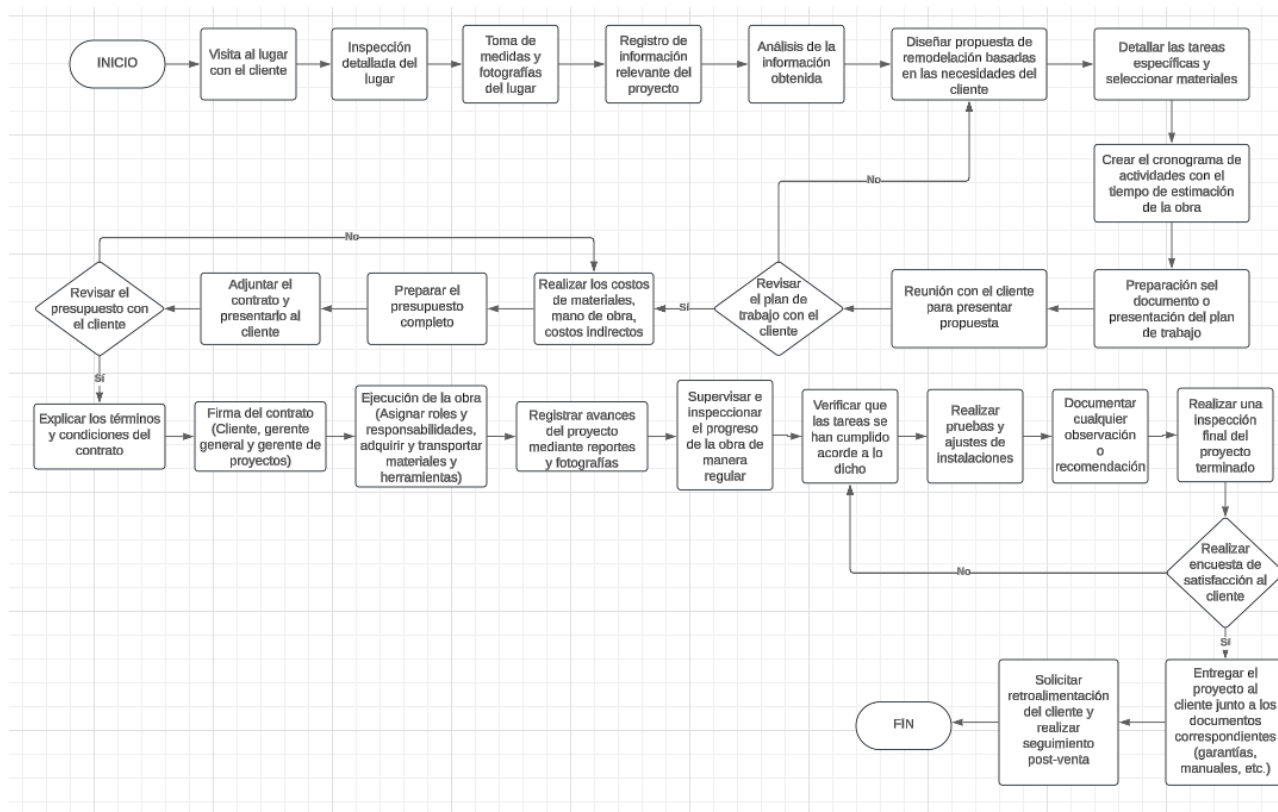 INICIO
Visita al lugar
con el cliente
Inspección
detallada del
lugar
Toma de
medidas y
fotografías
del lugar
Registro de
información
relevante del
proyecto
Análisis de la
información
obtenida
Diseñar propuesta de
remodelación basadas
en las necesidades del
cliente
Detallar las tareas
específicas y
seleccionar materiales
Crear el cronograma de
actividades con el
tiempo de estimación
de la obra
Preparación sel
documento o
presentación del plan
de trabajo
Reunión con el cliente
para presentar
propuesta
Revisar
el plan de
trabajo con el
cliente
No
Sí
Realizar los costos
de materiales,
mano de obra,
costos indirectos
Preparar el
presupuesto
completo
Adjuntar el
contrato y
presentarlo al
cliente
Revisar el
presupuesto con
el cliente
No
Sí
Explicar los términos
y condiciones del
contrato
Firma del contrato
(Cliente, gerente
general y gerente de
proyectos)
Ejecución de la obra
(Asignar roles y
responsabilidades,
adquirir y transportar
materiales y
herramientas)
Registrar avances
del proyecto
mediante reportes
y fotografías
Supervisar e
inspeccionar
el progreso
de la obra de
manera
regular
Verificar que
las tareas se
han cumplido
acorde a lo
dicho
Realizar
pruebas y
ajustes de
instalaciones
Documentar
cualquier
observación
o
recomendación
Realizar una
inspección
final del
proyecto
terminado
Realizar
encuesta de
satisfacción al
cliente
No
Sí
Entregar el
proyecto al
cliente junto a los
documentos
correspondientes
(garantías,
manuales, etc.)
Solicitar
retroalimentación
del cliente y
realizar
seguimiento
post-venta
FIN